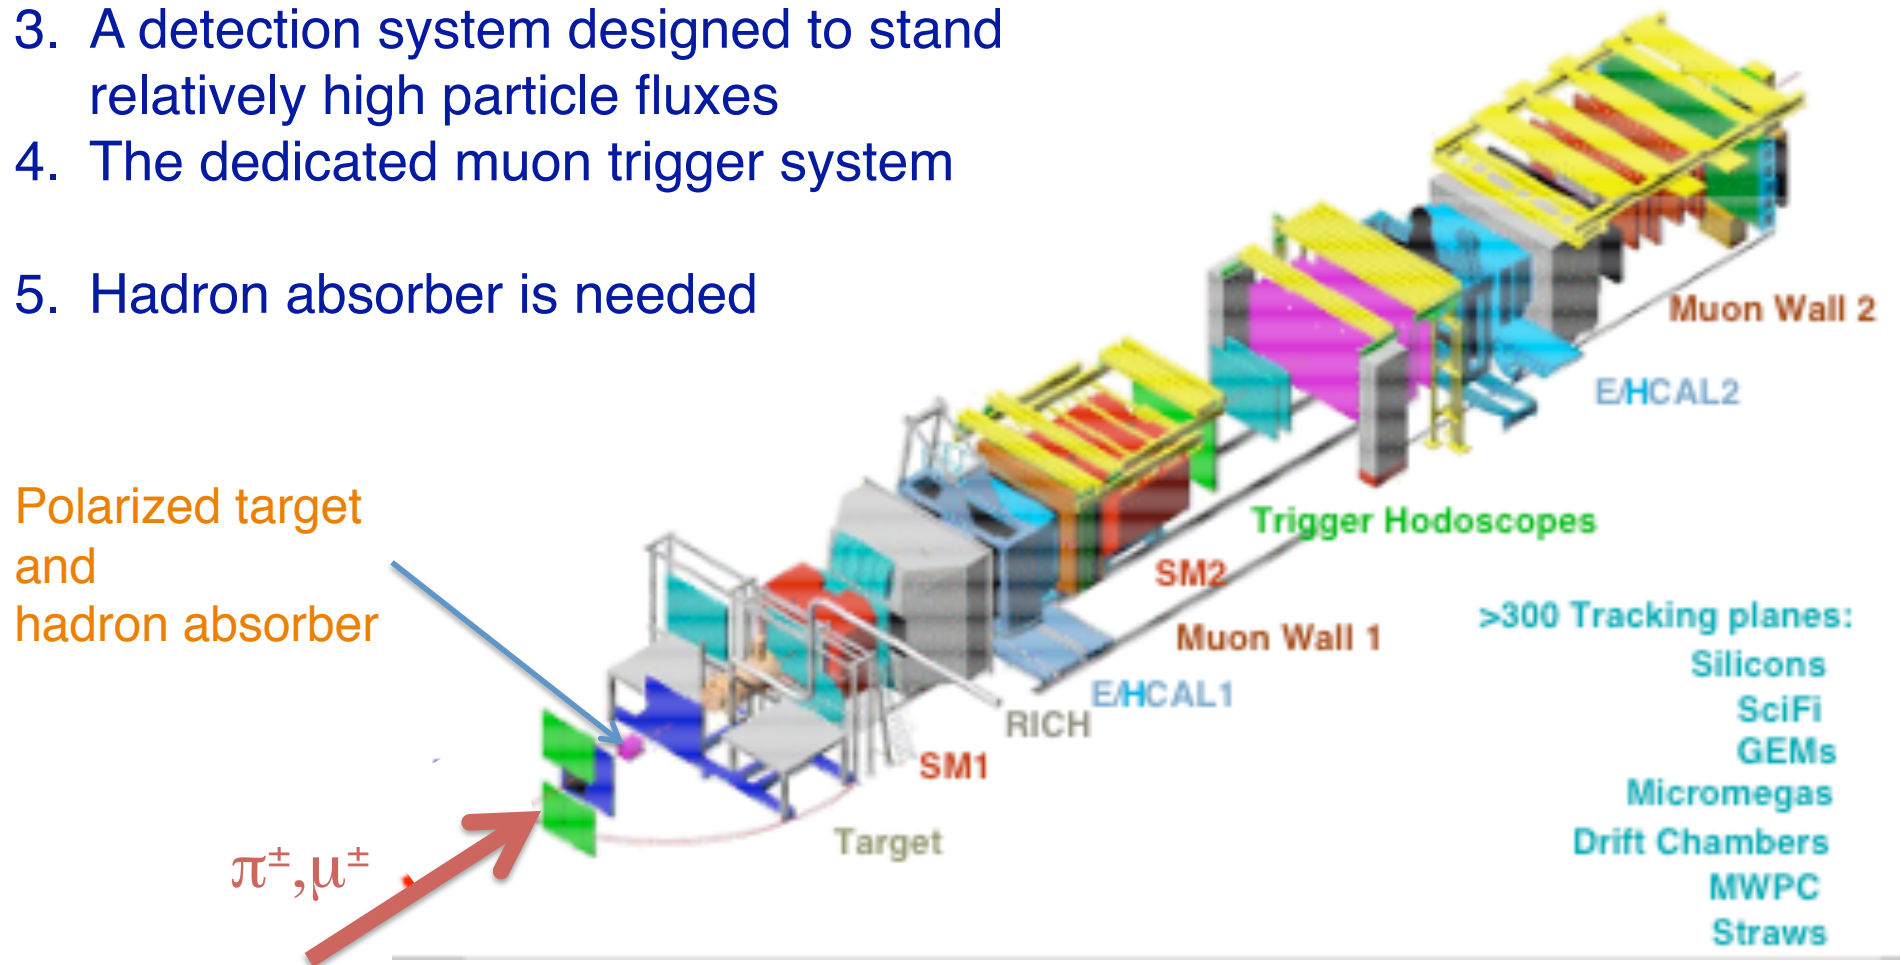 3. A detection system designed to stand
relatively high particle fluxes
4. The dedicated muon trigger system
5. Hadron absorber is needed
Muon Wall 2
E/HCAL2
Polarized target
and
hadron absorber
Trigger Hodoscopes
SM2
Muon Wall 1
E/HCAL1
RICH
SM1
Target
>300 Tracking planes:
Silicons
SciFi
GEMs
Micromegas
Drift Chambers
MWPC
Straws
π±,μ±